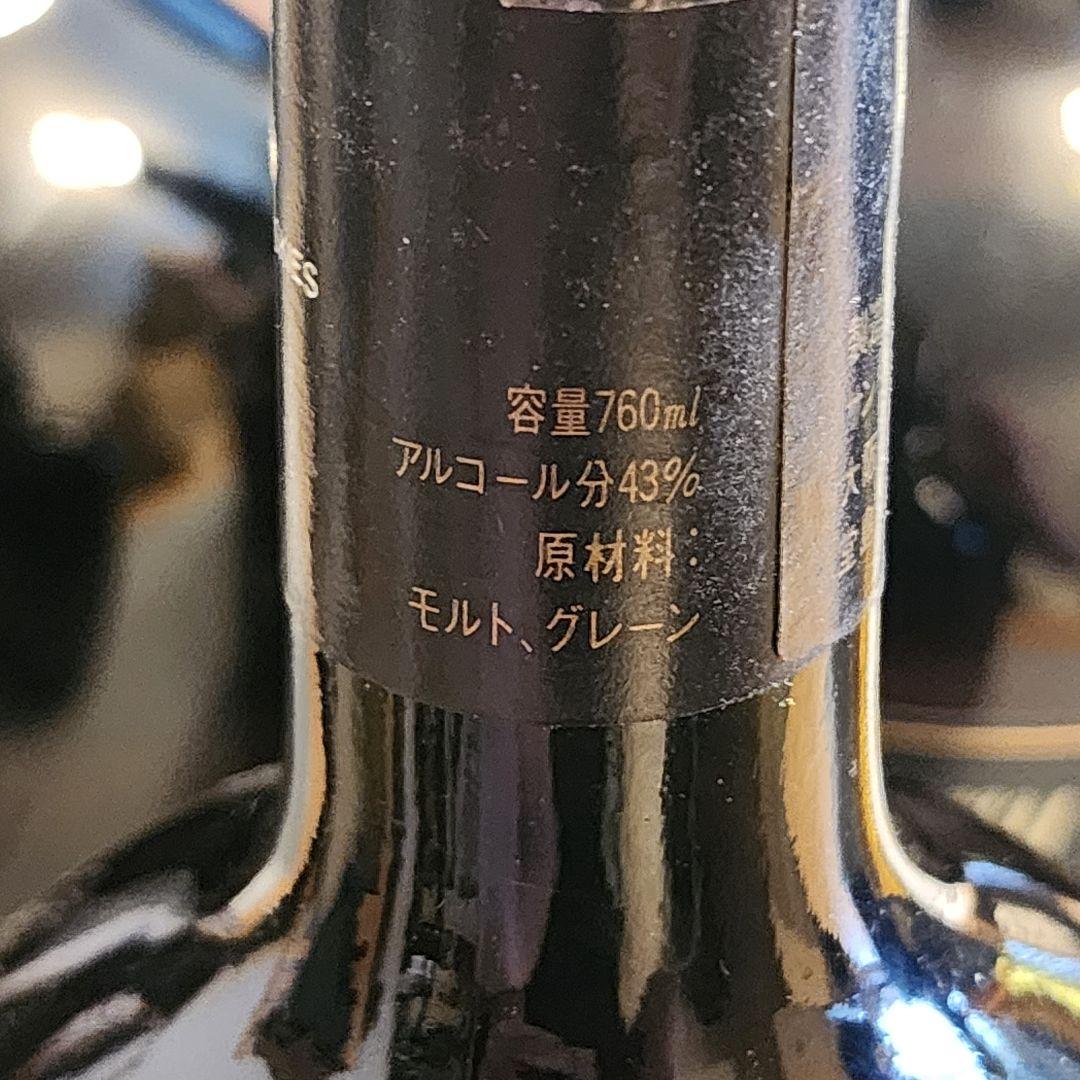 ES
容量760ml
アルコール分43%
原材料:
モルト、グレーン